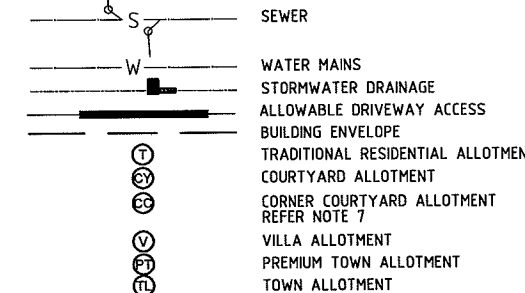 S SEWER
W WATER MAINS
STORMWATER DRAINAGE
ALLOWABLE DRIVEWAY ACCESS
BUILDING ENVELOPE
T TRADITIONAL RESIDENTIAL ALLOTMEN
CY COURTYARD ALLOTMENT
CC CORNER COURTYARD ALLOTMENT
REFER NOTE 7
V VILLA ALLOTMENT
PT PREMIUM TOWN ALLOTMENT
TL TOWN ALLOTMENT